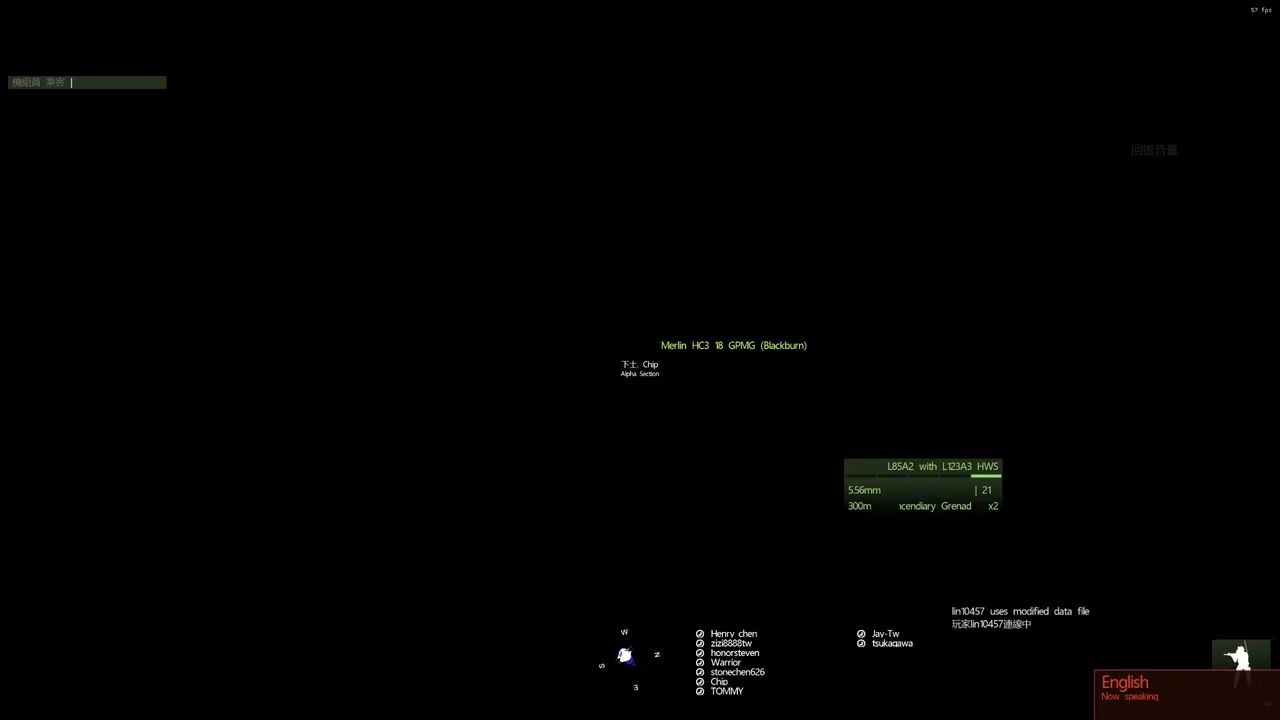 57 fps
機組員 乘客
回復音量
Merlin HC3 18 GPMG (Blackburn)
下士. Chip
Alpha Section
L85A2 with L123A3 HWS
5.56mm | 21
300m ncendiary Grenad x2
lin10457 uses modified data file
玩家lin10457連線中
W
N
S
E
Henry chen
zizi8888tw
honorsteven
Warrior
stonechen626
Chip
TOMMY
Jay-Tw
tsukagawa
English
Now speaking